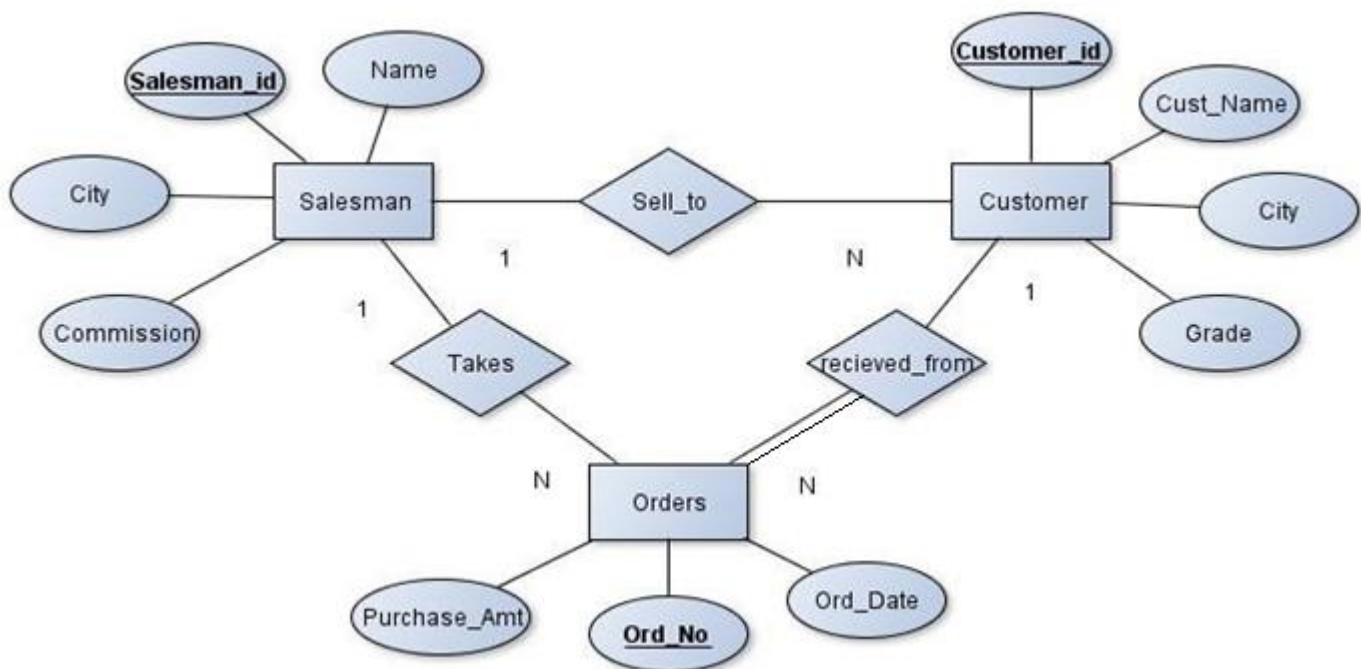 Salesman_id
Name
Customer_id
Cust_Name
City
Salesman
Sell_to
Customer
City
1
N
1
1
Commission
Takes
recieved_from
Grade
N
N
Orders
Purchase_Amt
Ord_No
Ord_Date